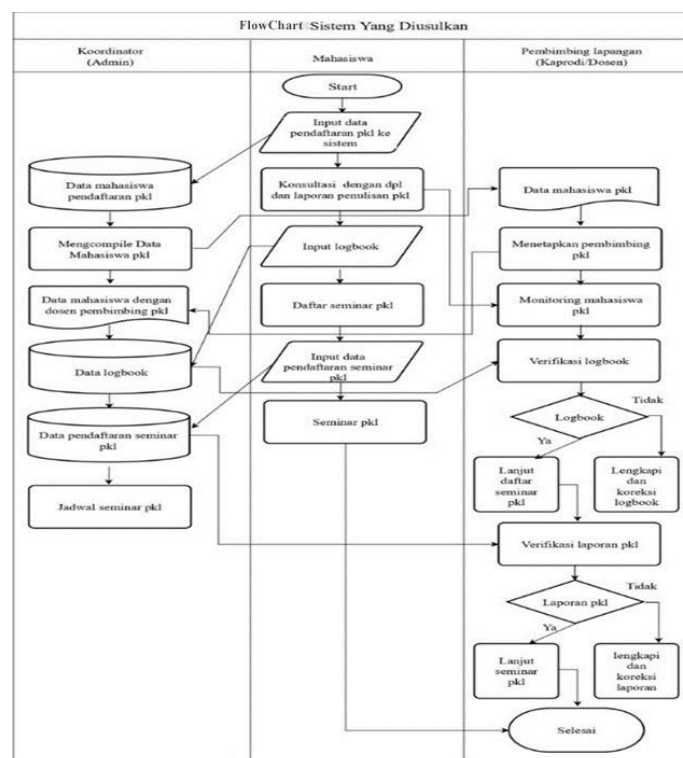 FlowChart Sistem Yang Diusulkan
Koordinator
(Admin)
Mahasiswa
Pembimbing lapangan
(Kaprodi/Dosen)
Start
Input data
pendaftaran pkl ke
sistem
Data mahasiswa
pendaftaran pkl
Konsultasi dengan dpl
dan laporan penulisan pkl
Data mahasiswa pkl
Mengcompile Data
Mahasiswa pkl
Input logbook
Menetapkan pembimbing
pkl
Data mahasiswa dengan
dosen pembimbing pkl
Daftar seminar pkl
Monitoring mahasiswa
pkl
Data logbook
Input data
pendaftaran seminar
pkl
Verifikasi logbook
Data pendaftaran seminar
pkl
Seminar pkl
Logbook
Tidak
Ya
Jadwal seminar pkl
Lanjut
daftar
seminar
pkl
Lengkapi
dan
koreksi
logbook
Verifikasi laporan pkl
Laporan pkl
Tidak
Ya
Lanjut
seminar
pkl
lengkapi
dan
koreksi
laporan
Selesai